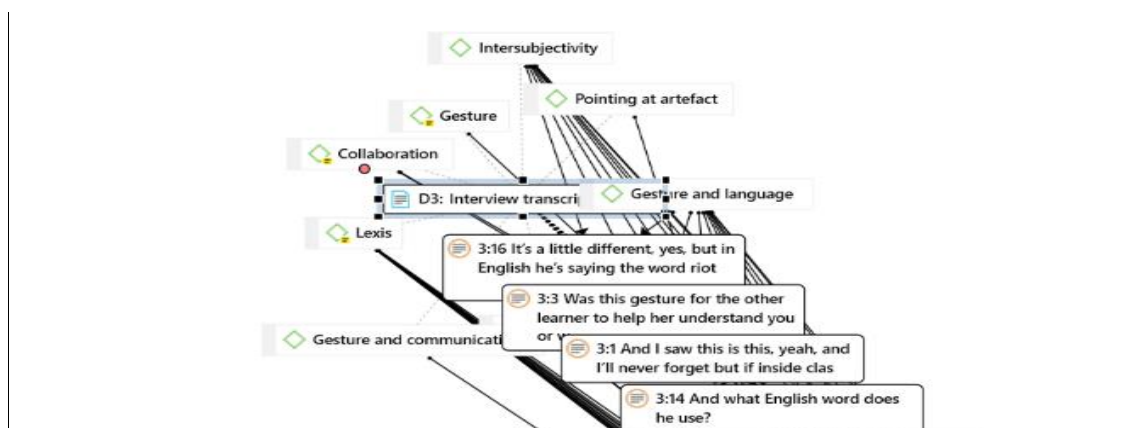 Intersubjectivity
Pointing at artefact
Gesture
Collaboration
D3: Interview transcri
Gesture and language
Lexis
3:16 It's a little different, yes, but in
English he's saying the word riot
3:3 Was this gesture for the other
learner to help her understand you
or
Gesture and communicati
3:1 And I saw this is this, yeah, and
I'll never forget but if inside clas
3:14 And what English word does
he use?